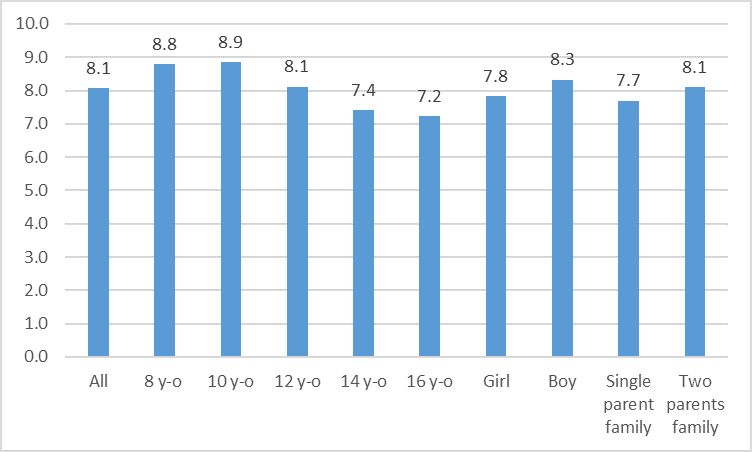 10.0
9.0
8.0
7.0
6.0
5.0
4.0
3.0
2.0
1.0
0.0
8.1
8.8
8.9
8.1
7.4
7.2
7.8
8.3
7.7
8.1
All
8 y-o
10 y-o
12 y-o
14 y-o
16 y-o
Girl
Boy
Single
parent
family
Two
parents
family